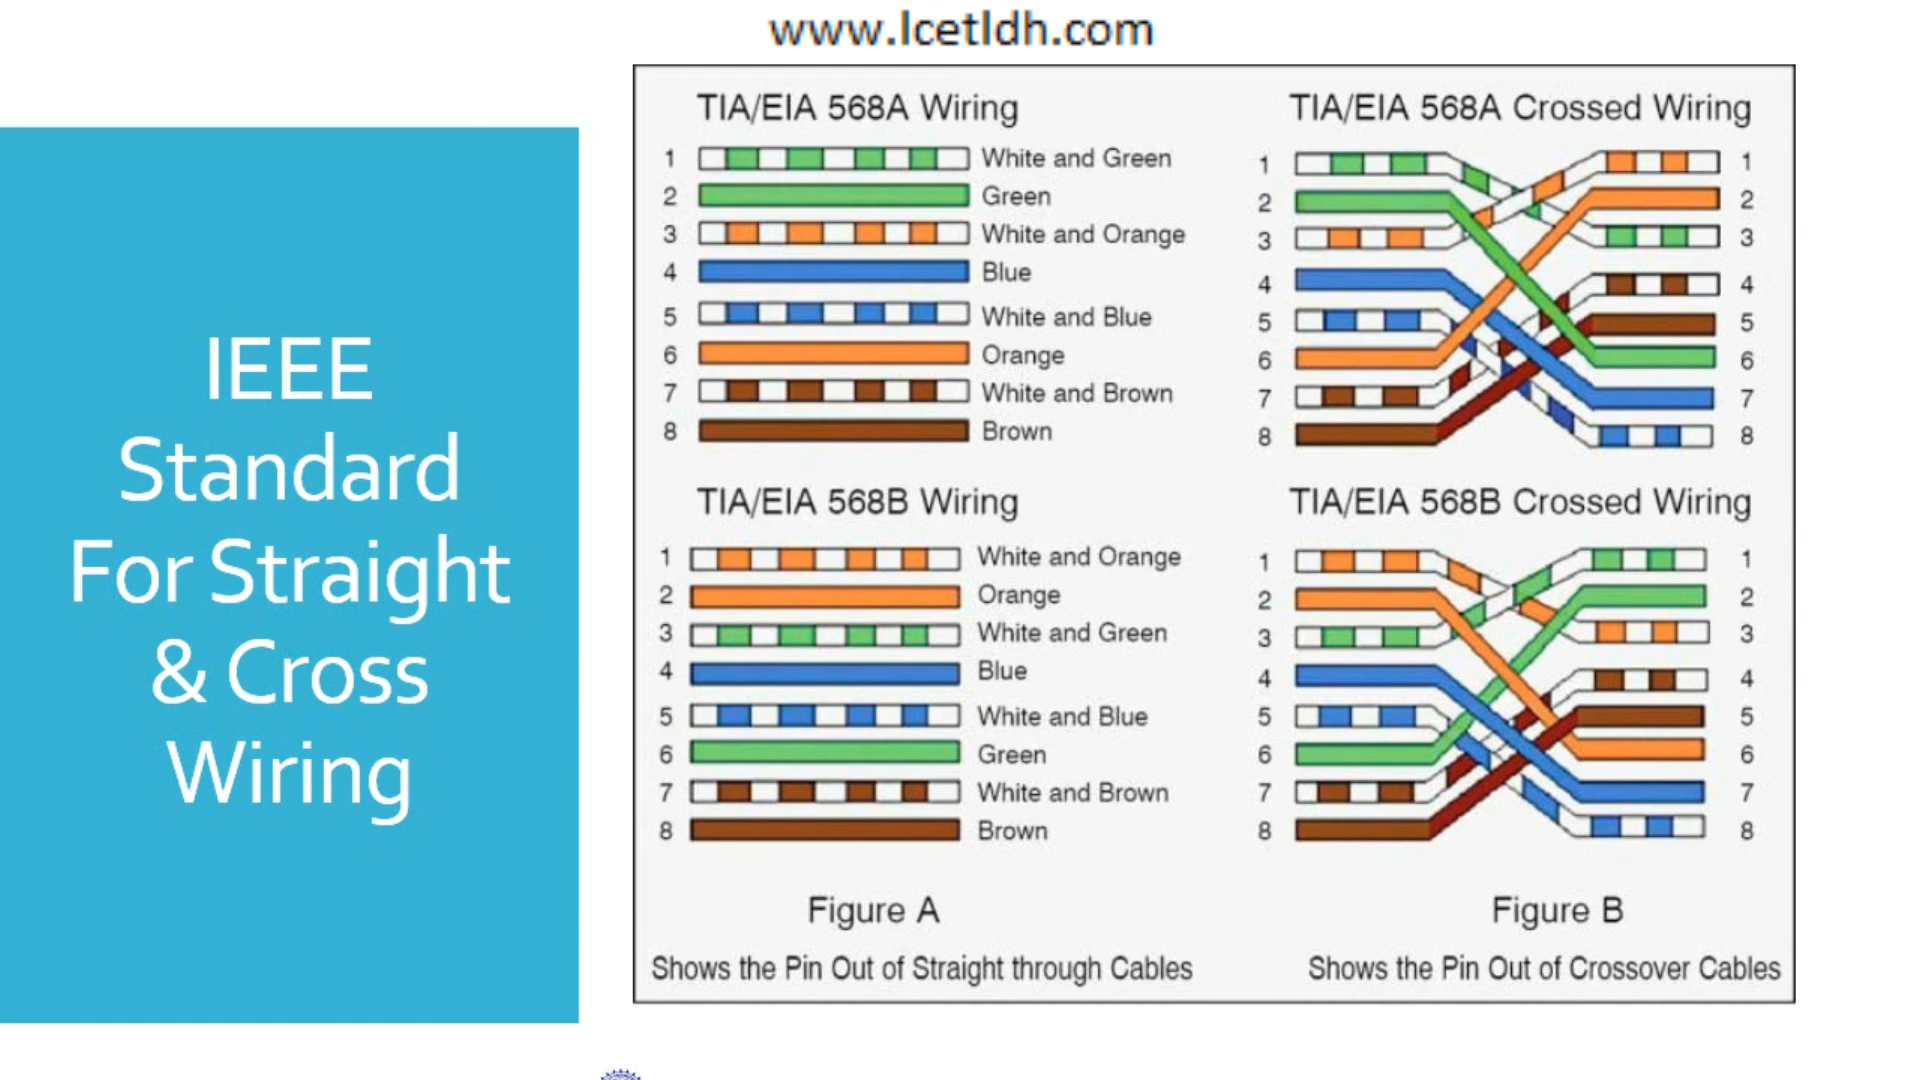 www.lcetldh.com
IEEE
Standard
For Straight
& Cross
Wiring
TIA/EIA 568A Wiring
1 White and Green
2 Green
3 White and Orange
4 Blue
5 White and Blue
6 Orange
7 White and Brown
8 Brown
TIA/EIA 568A Crossed Wiring
1 1
2 2
3 3
4 4
5 5
6 6
7 7
8 8
TIA/EIA 568B Wiring
1 White and Orange
2 Orange
3 White and Green
4 Blue
5 White and Blue
6 Green
7 White and Brown
8 Brown
TIA/EIA 568B Crossed Wiring
1 1
2 2
3 3
4 4
5 5
6 6
7 7
8 8
Figure A
Shows the Pin Out of Straight through Cables
Figure B
Shows the Pin Out of Crossover Cables